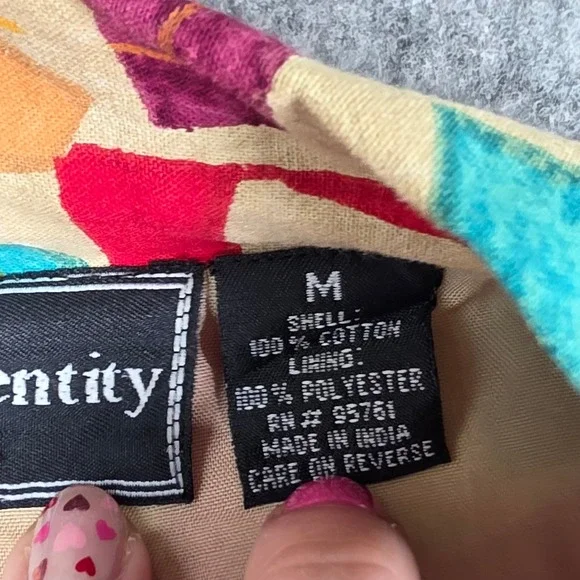 entity
M
SHELL:
100 % COTTON
LINING:
100 % POLYESTER
RN # 95761
MADE IN INDIA
CARE ON REVERSE